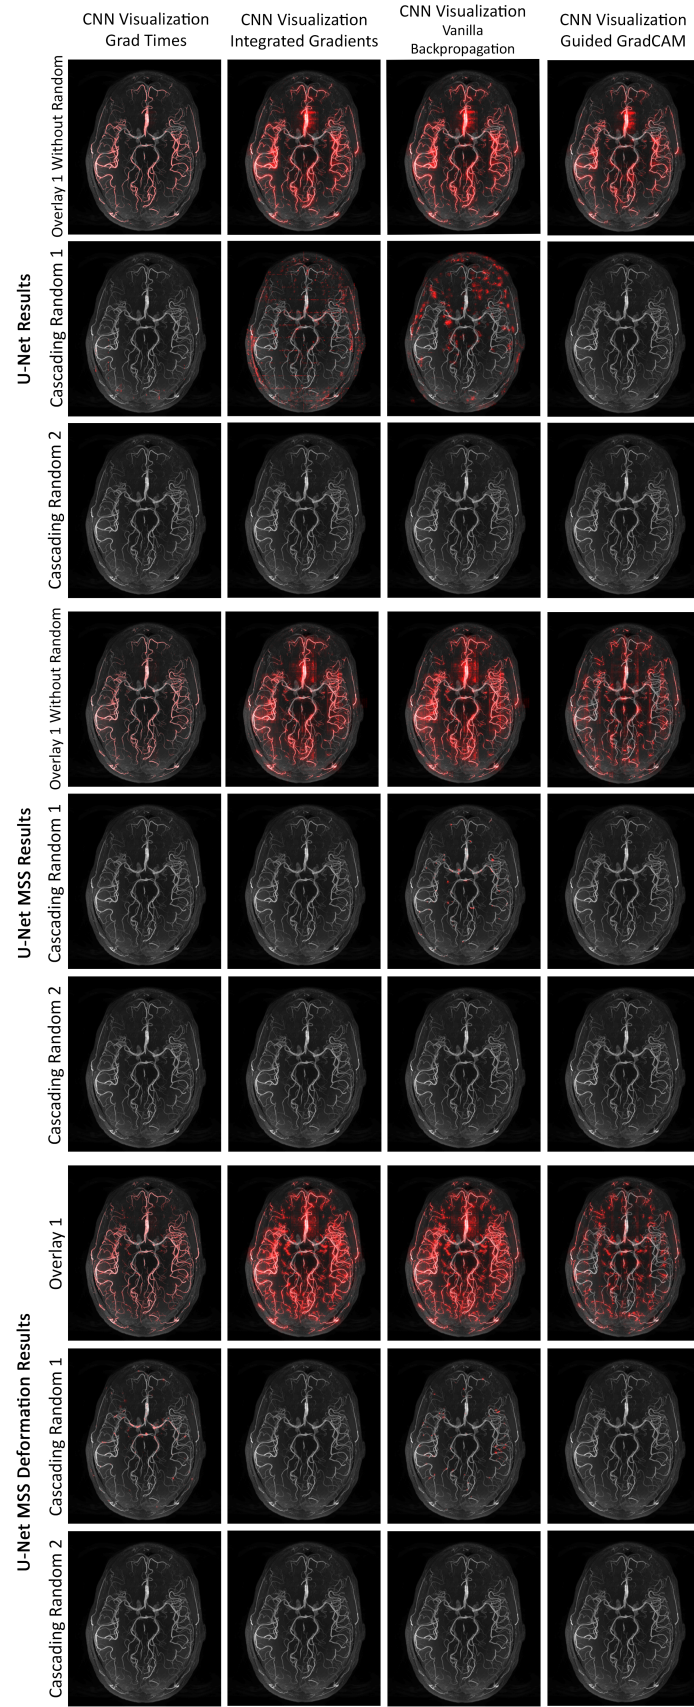 CNN Visualization
Grad Times
CNN Visualization
Integrated Gradients
CNN Visualization
Vanilla
Backpropagation
CNN Visualization
Guided GradCAM
U-Net Results
Overlay 1 Without Random
Cascading Random 1
Cascading Random 2
U-Net MSS Results
Overlay 1 Without Random
Cascading Random 1
Cascading Random 2
U-Net MSS Deformation Results
Overlay 1
Cascading Random 1
Cascading Random 2